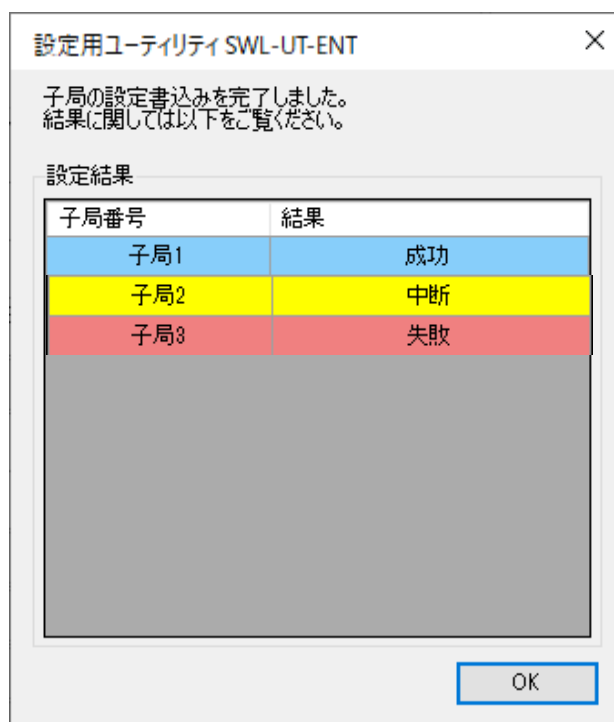 設定用ユーティリティ SWL-UT-ENT
子局の設定書込みを完了しました。
結果に関しては以下をご覧ください。
設定結果
子局番号 結果
子局1 成功
子局2 中断
子局3 失敗
OK